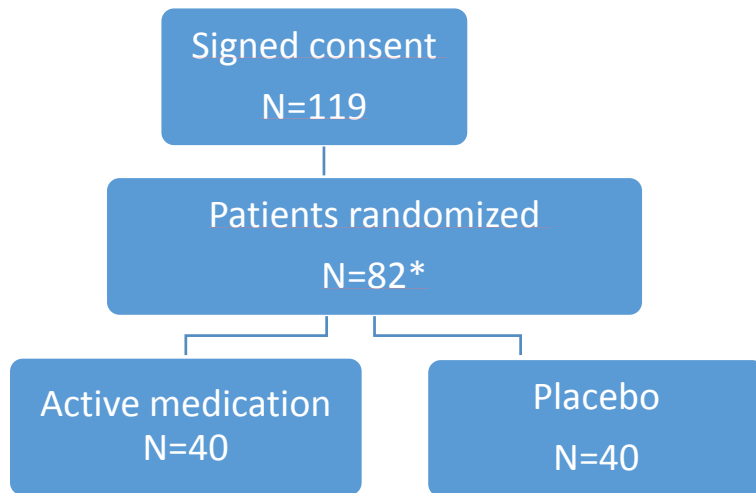 Signed consent
N=119
Patients randomized
N=82*
Active medication
N=40
Placebo
N=40